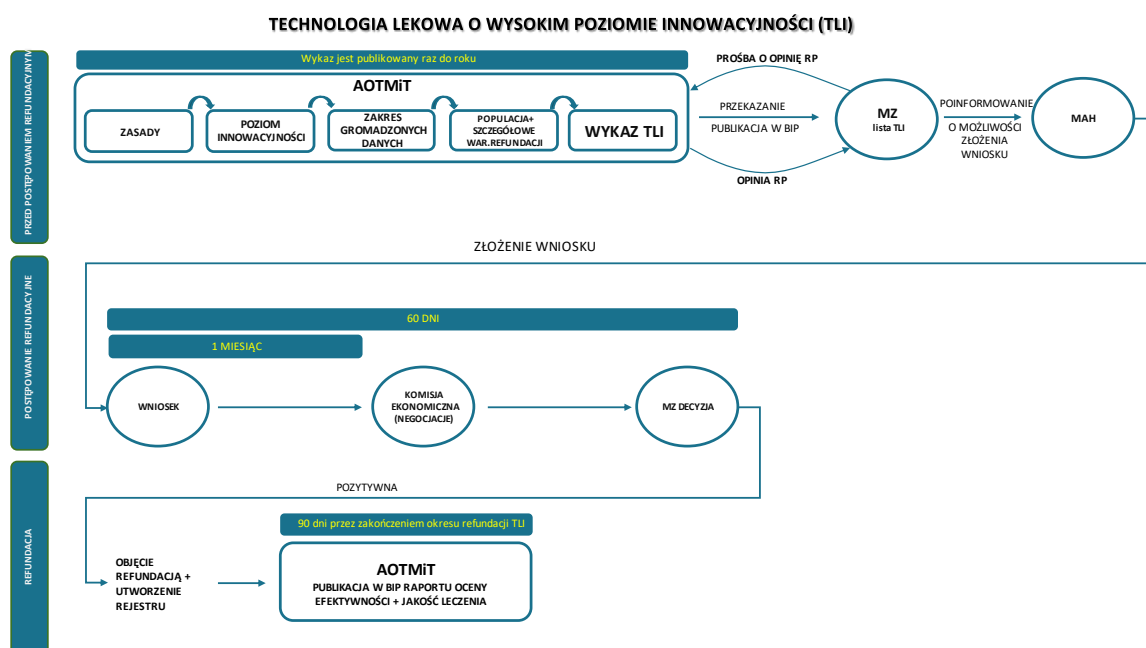 TECHNOLOGIA LEKOWA O WYSOKIM POZIOMIE INNOWACYJNOŚCI (TLI)
PRZED POSTĘPOWANIEM REFUNDACYJNYM
Wykaz jest publikowany raz do roku
AOTMiT
ZASADY
POZIOM
INNOWACYJNOŚCI
ZAKRES
GROMADZONYCH
DANYCH
POPULACJA+
SZCZEGÓŁOWE
WAR.REFUNDACJI
WYKAZ TLI
PROŚBA O OPINIĘ RP
PRZEKAZANIE
PUBLIKACJA W BIP
OPINIA RP
MZ
lista TLI
POINFORMOWANIE
O MOŻLIWOŚCI
ZŁOŻENIA
WNIOSKU
MAH
ZŁOŻENIE WNIOSKU
POSTĘPOWANIE REFUNDACYJNE
60 DNI
1 MIESIĄC
WNIOSEK
KOMISJA
EKONOMICZNA
(NEGOCJACJE)
MZ DECYZJA
POZYTYWNA
REFUNDACJA
90 dni przez zakończeniem okresu refundacji TLI
OBJĘCIE
REFUNDACJĄ +
UTWORZENIE
REJESTRU
AOTMiT
PUBLIKACJA W BIP RAPORTU OCENY
EFEKTYWNOŚCI + JAKOŚĆ LECZENIA